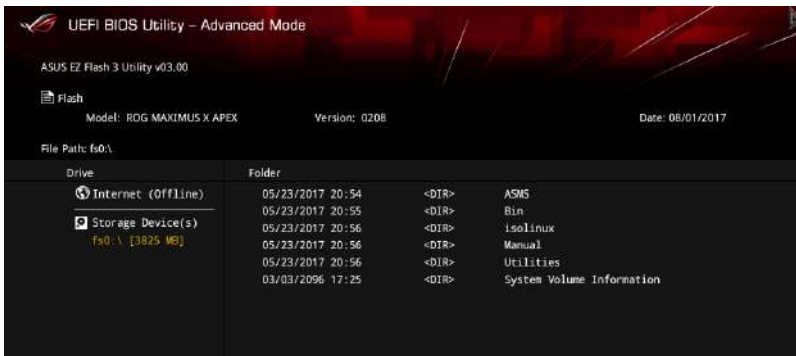 UEFI BIOS Utility – Advanced Mode
ASUS EZ Flash 3 Utility v03.00
Flash
Model: ROG MAXIMUS X APEX Version: 0208 Date: 08/01/2017
File Path: fs0:\
Drive Folder
Internet (Offline) 05/23/2017 20:54 <DIR> ASMS
05/23/2017 20:55 <DIR> Bin
Storage Device(s) 05/23/2017 20:56 <DIR> isolinux
fs0:\ [3825 MB] 05/23/2017 20:56 <DIR> Manual
05/23/2017 20:56 <DIR> Utilities
03/03/2096 17:25 <DIR> System Volume Information